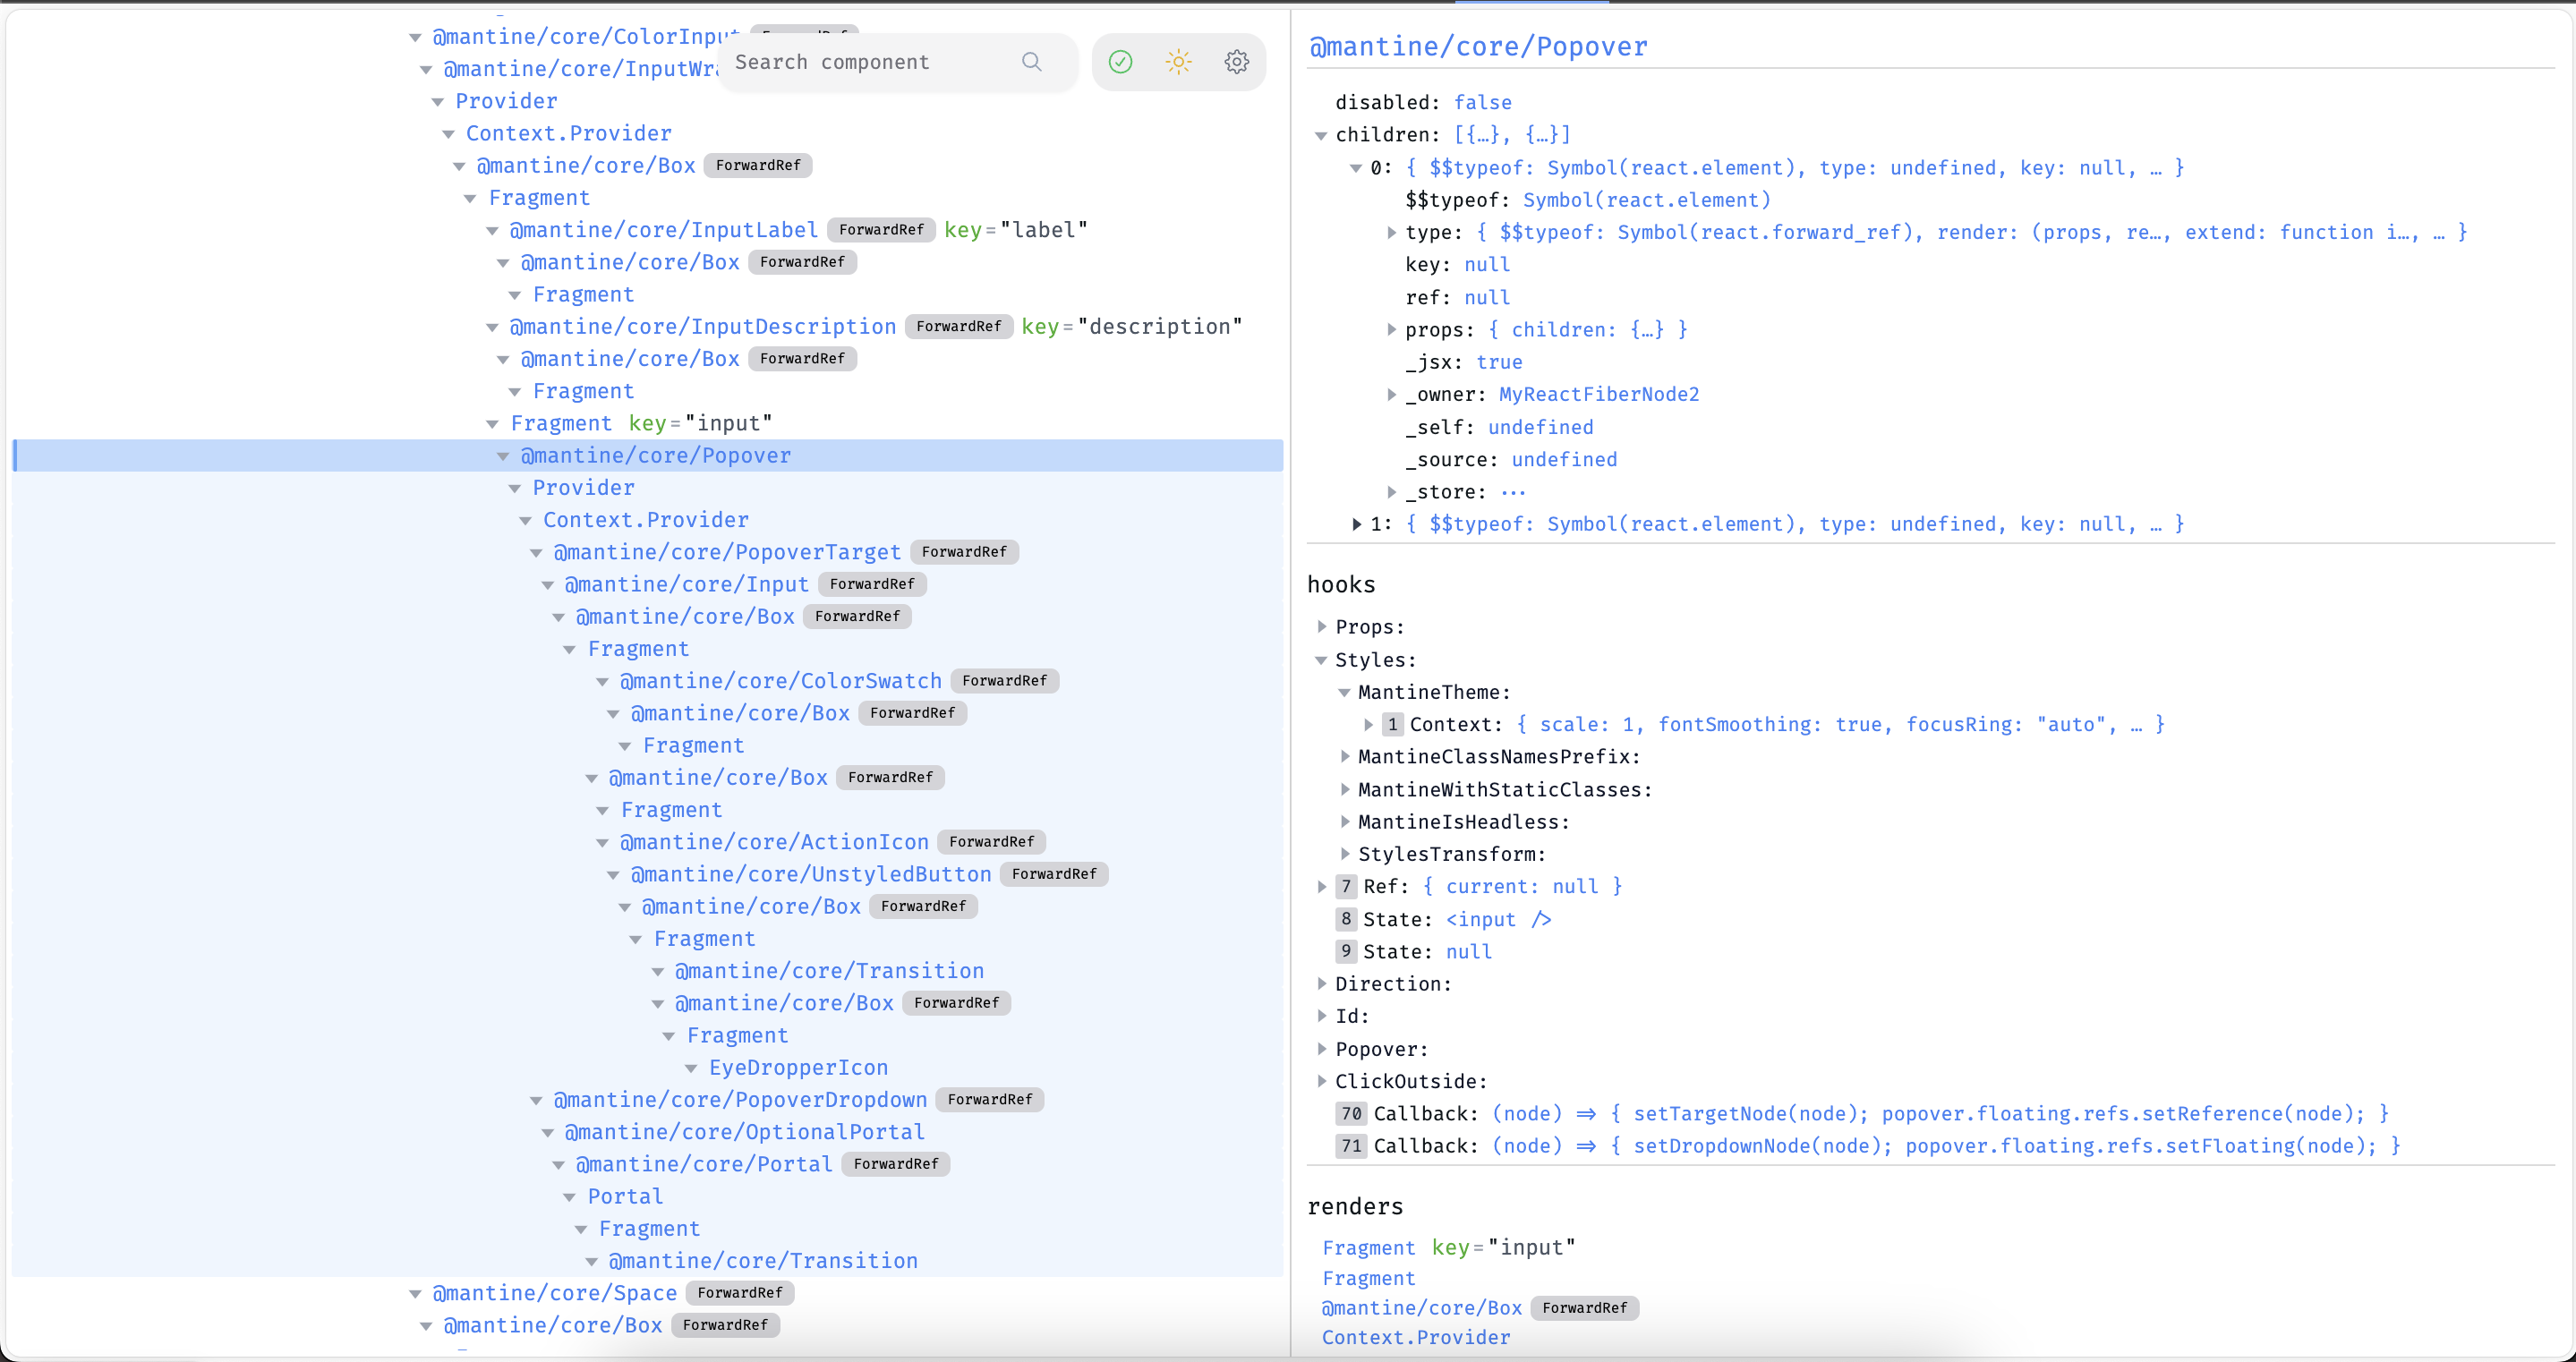 @mantine/core/ColorInput ForwardRef
@mantine/core/InputWra
Search component
Provider
Context.Provider
@mantine/core/Box ForwardRef
Fragment
@mantine/core/InputLabel ForwardRef key="label"
@mantine/core/Box ForwardRef
Fragment
@mantine/core/InputDescription ForwardRef key="description"
@mantine/core/Box ForwardRef
Fragment
Fragment key="input"
@mantine/core/Popover
Provider
Context.Provider
@mantine/core/PopoverTarget ForwardRef
@mantine/core/Input ForwardRef
@mantine/core/Box ForwardRef
Fragment
@mantine/core/ColorSwatch ForwardRef
@mantine/core/Box ForwardRef
Fragment
@mantine/core/Box ForwardRef
Fragment
@mantine/core/ActionIcon ForwardRef
@mantine/core/UnstyledButton ForwardRef
@mantine/core/Box ForwardRef
Fragment
@mantine/core/Transition
@mantine/core/Box ForwardRef
Fragment
EyeDropperIcon
@mantine/core/PopoverDropdown ForwardRef
@mantine/core/OptionalPortal
@mantine/core/Portal ForwardRef
Portal
Fragment
@mantine/core/Transition
@mantine/core/Space ForwardRef
@mantine/core/Box ForwardRef
@mantine/core/Popover
disabled: false
children: [{…}, {…}]
0: { $$typeof: Symbol(react.element), type: undefined, key: null, … }
$$typeof: Symbol(react.element)
type: { $$typeof: Symbol(react.forward_ref), render: (props, re…, extend: function i…, … }
key: null
ref: null
props: { children: {…} }
_jsx: true
_owner: MyReactFiberNode2
_self: undefined
_source: undefined
_store: ···
1: { $$typeof: Symbol(react.element), type: undefined, key: null, … }
hooks
Props:
Styles:
MantineTheme:
1 Context: { scale: 1, fontSmoothing: true, focusRing: "auto", … }
MantineClassNamesPrefix:
MantineWithStaticClasses:
MantineIsHeadless:
StylesTransform:
7 Ref: { current: null }
8 State: <input />
9 State: null
Direction:
Id:
Popover:
ClickOutside:
70 Callback: (node) => { setTargetNode(node); popover.floating.refs.setReference(node); }
71 Callback: (node) => { setDropdownNode(node); popover.floating.refs.setFloating(node); }
renders
Fragment key="input"
Fragment
@mantine/core/Box ForwardRef
Context.Provider